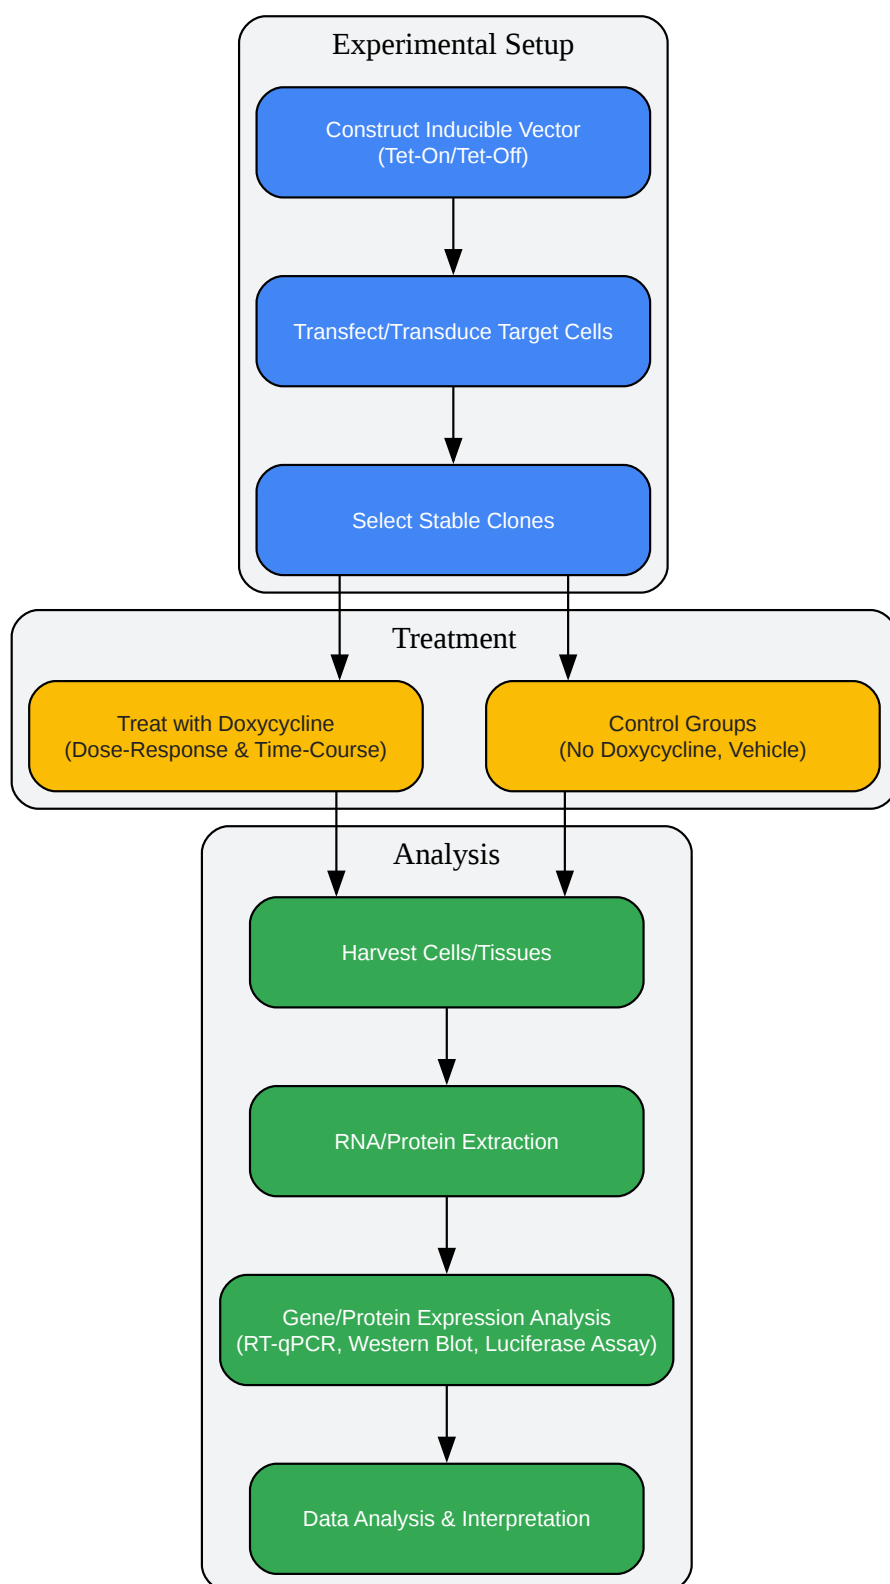 Experimental Setup
Construct Inducible Vector
(Tet-On/Tet-Off)
Transfect/Transduce Target Cells
Select Stable Clones
Treatment
Treat with Doxycycline
(Dose-Response & Time-Course)
Control Groups
(No Doxycycline, Vehicle)
Analysis
Harvest Cells/Tissues
RNA/Protein Extraction
Gene/Protein Expression Analysis
(RT-qPCR, Western Blot, Luciferase Assay)
Data Analysis & Interpretation